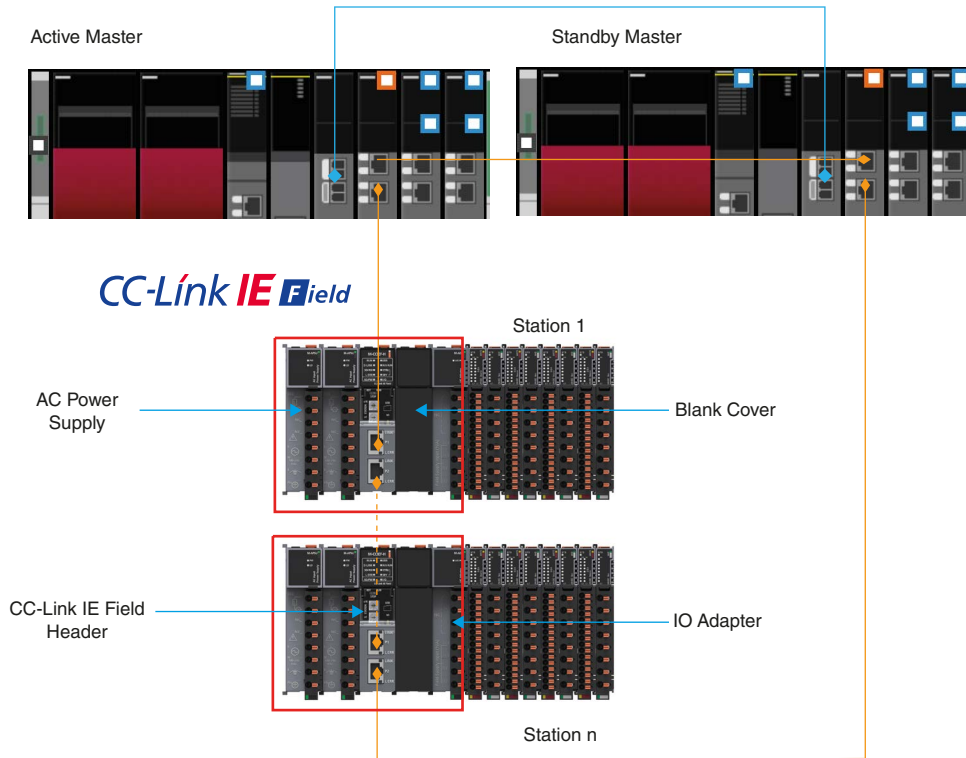 Active Master
Standby Master
CC-Link IE Field
Station 1
AC Power
Supply
Blank Cover
CC-Link IE Field
Header
IO Adapter
Station n